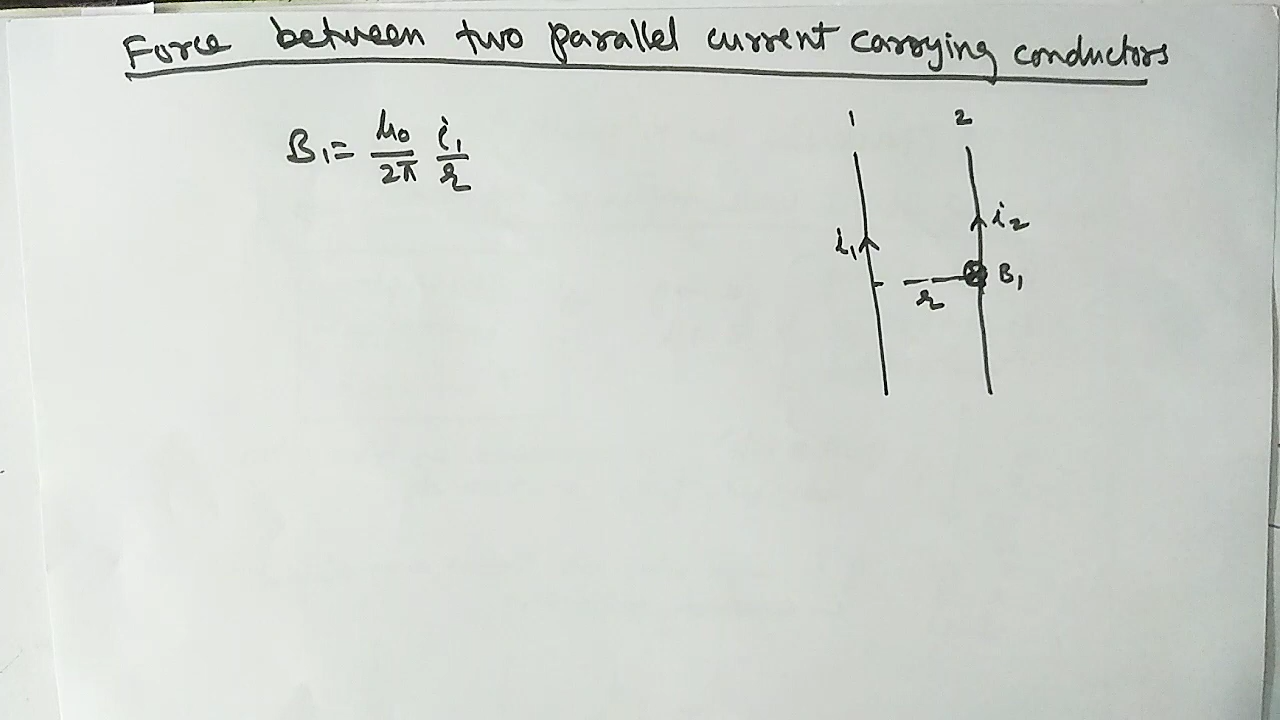 Force between two parallel current carrying conductors
B₁ = μ₀/2π i₁/r
1 2
i₁ i₂
r B₁